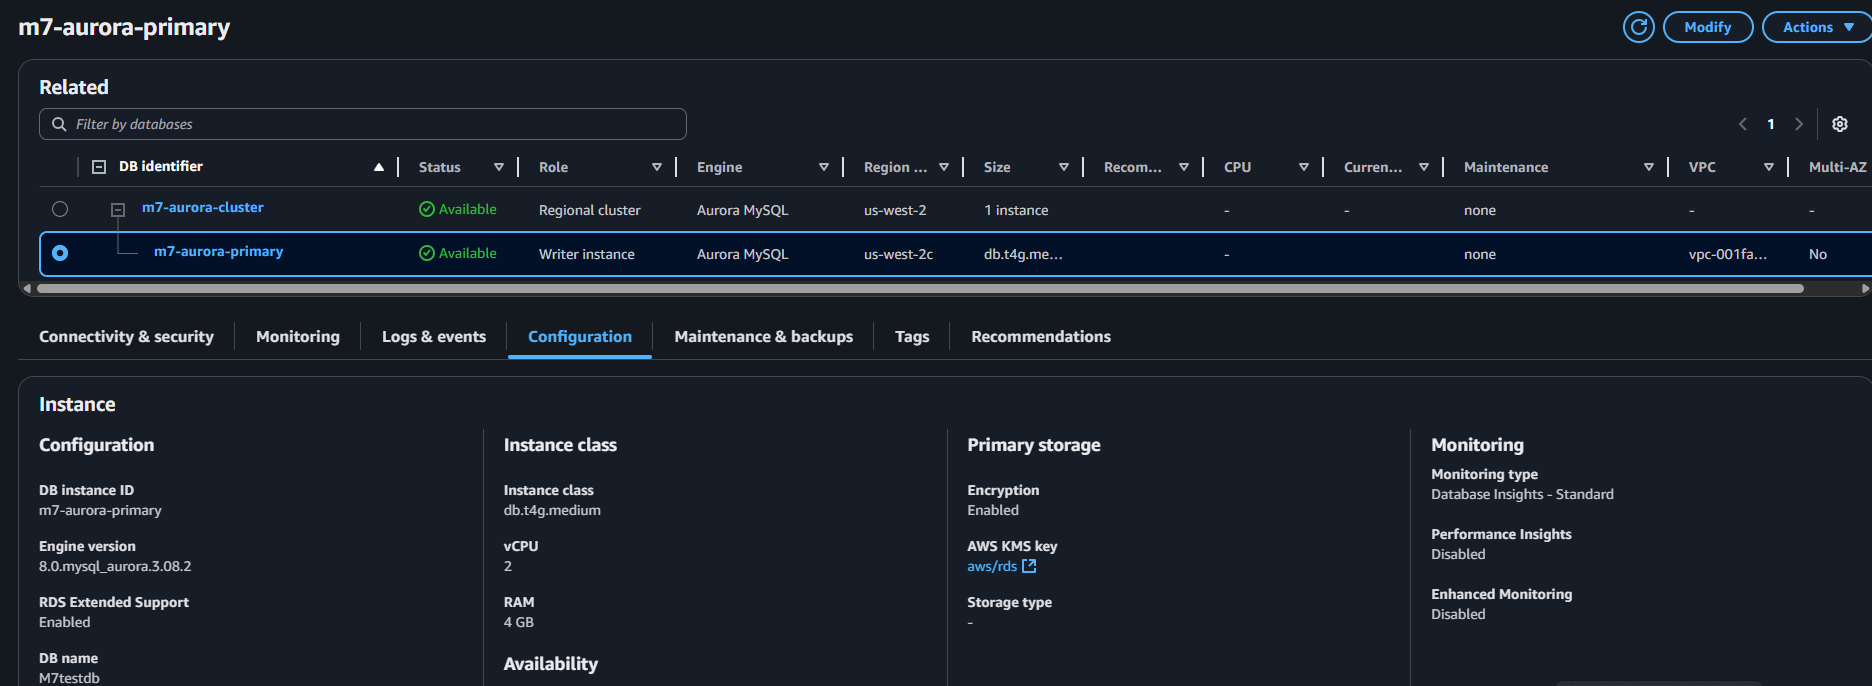 m7-aurora-primary
Modify
Actions
Related
Filter by databases
1
DB identifier Status Role Engine Region ... Size Recom... CPU Curren... Maintenance VPC Multi-AZ
m7-aurora-cluster Available Regional cluster Aurora MySQL us-west-2 1 instance - - none - -
m7-aurora-primary Available Writer instance Aurora MySQL us-west-2c db.t4g.me... - none vpc-001fa... No
Connectivity & security Monitoring Logs & events Configuration Maintenance & backups Tags Recommendations
Instance
Configuration
DB instance ID
m7-aurora-primary
Engine version
8.0.mysql_aurora.3.08.2
RDS Extended Support
Enabled
DB name
M7testdb
Instance class
Instance class
db.t4g.medium
vCPU
2
RAM
4 GB
Availability
Primary storage
Encryption
Enabled
AWS KMS key
aws/rds
Storage type
-
Monitoring
Monitoring type
Database Insights - Standard
Performance Insights
Disabled
Enhanced Monitoring
Disabled